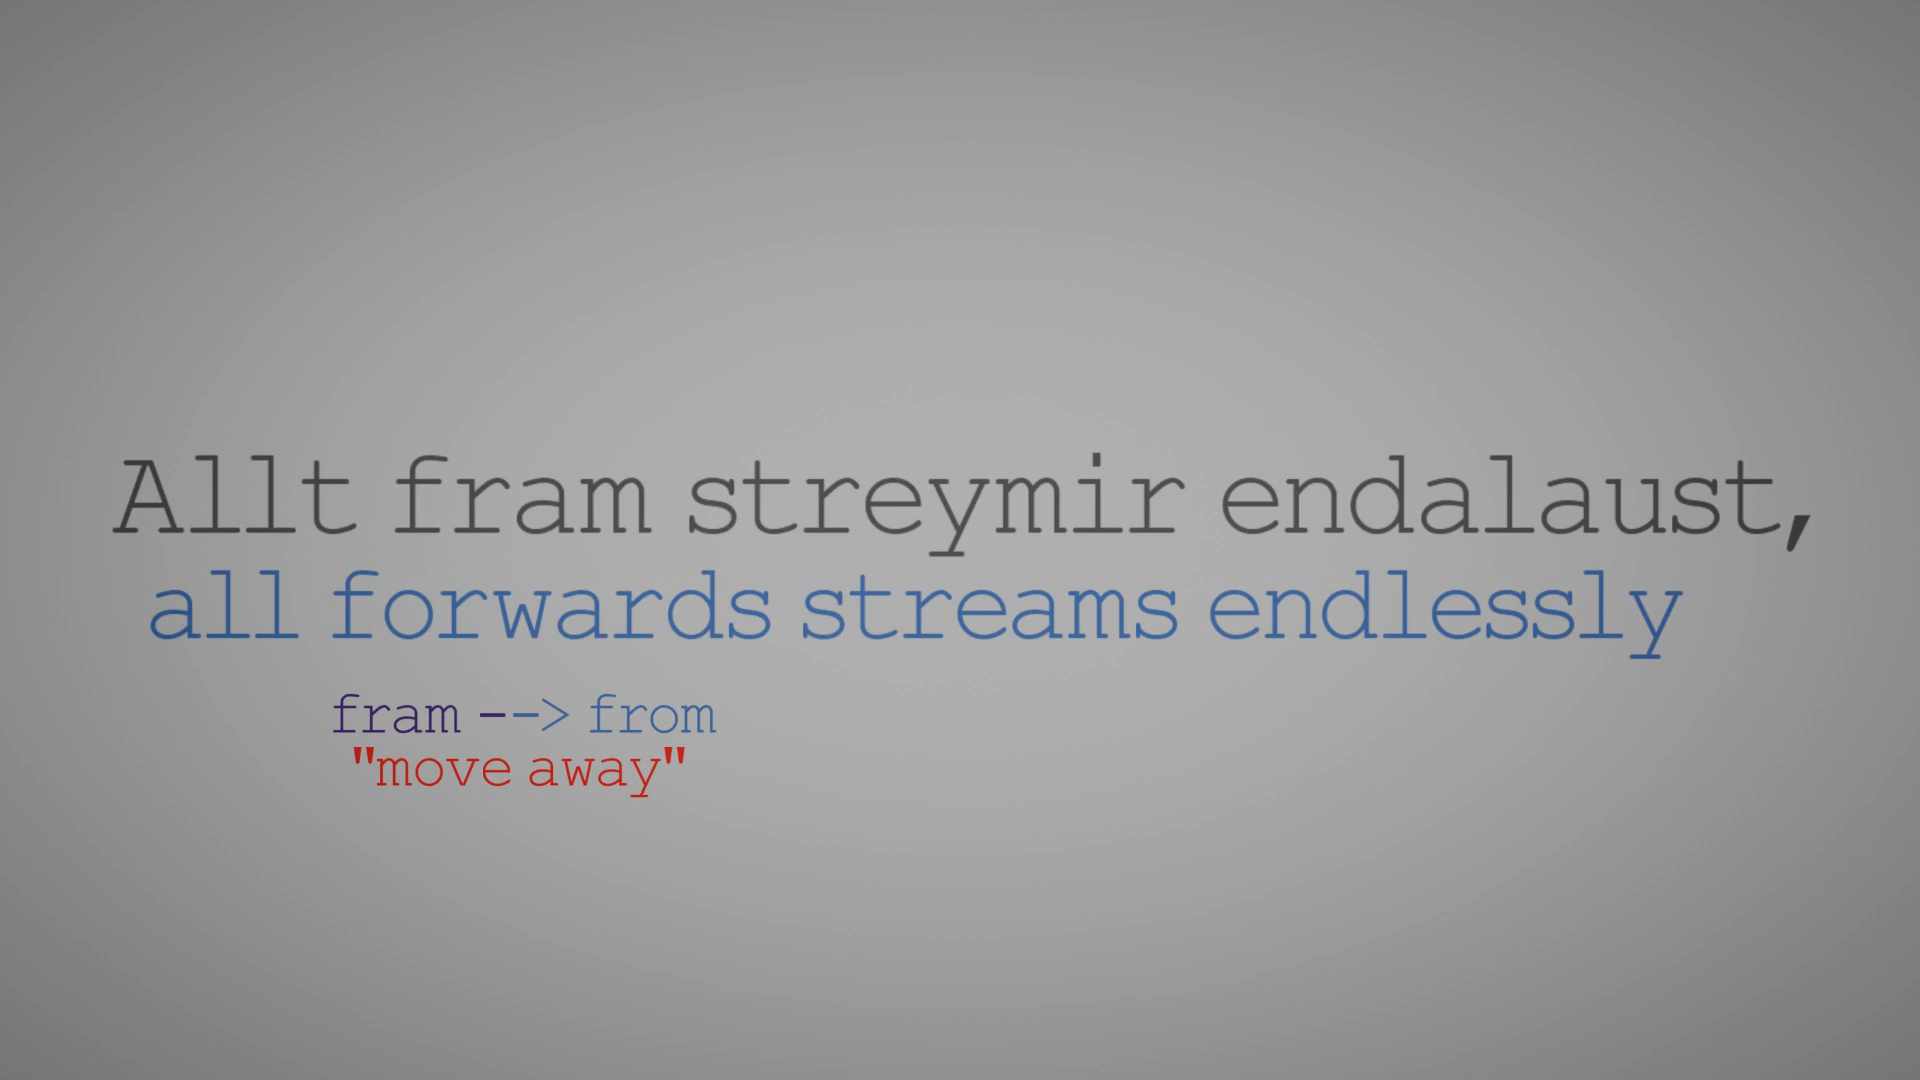 Allt fram streymir endalaust,
all forwards streams endlessly
fram --> from
"move away"